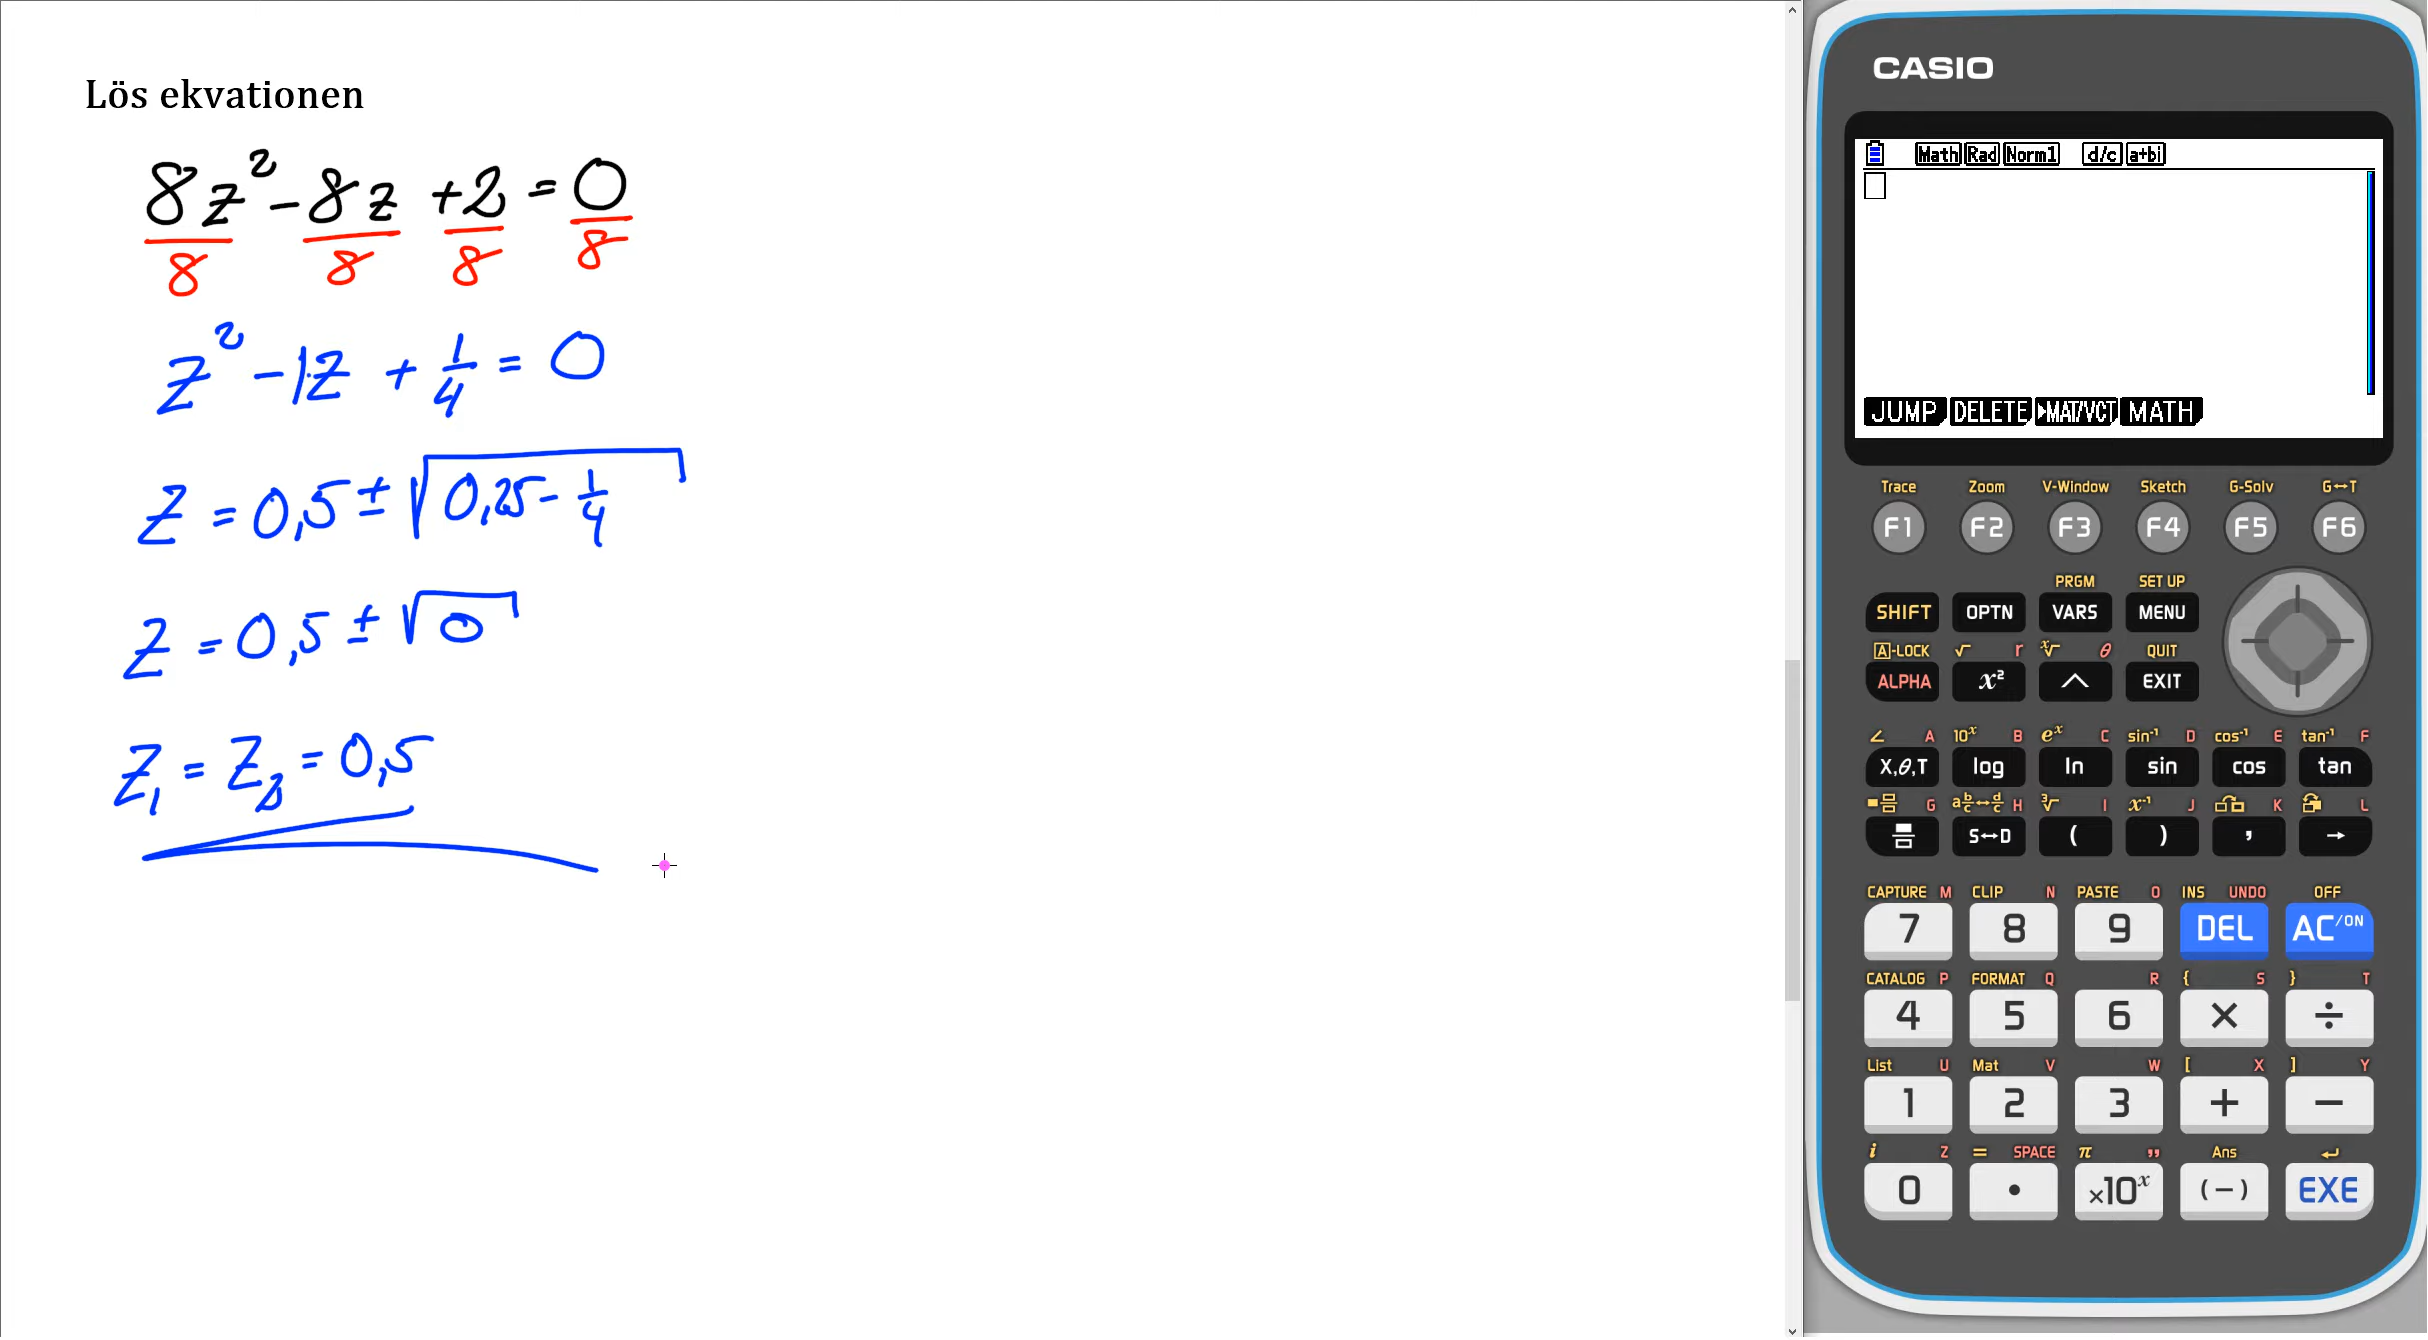 Lös ekvationen
8z² - 8z + 2 = 0
8 8 8 8
z² - 1z + 1/4 = 0
z = 0,5 ± √(0,25 - 1/4)
z = 0,5 ± √0
z₁ = z₂ = 0,5
CASIO
Math Rad Norm1 d/c a+bi
JUMP DELETE ►MAT/VCT MATH
Trace Zoom V-Window Sketch G-Solv G↔T
F1 F2 F3 F4 F5 F6
PRGM SET UP
SHIFT OPTN VARS MENU
A-LOCK √ r ˣ√ θ QUIT
ALPHA x² ^ EXIT
∠ A 10ˣ B eˣ C sin⁻¹ D cos⁻¹ E tan⁻¹ F
X,θ,T log ln sin cos tan
G a b/c↔d/c H ³√ I x⁻¹ J K L
S↔D ( ) , →
CAPTURE M CLIP N PASTE O INS UNDO OFF
7 8 9 DEL AC/ON
CATALOG P FORMAT Q R { S } T
4 5 6 × ÷
List U Mat V W [ X ] Y
1 2 3 + −
i Z = SPACE π " Ans ↵
0 • ×10ˣ (−) EXE